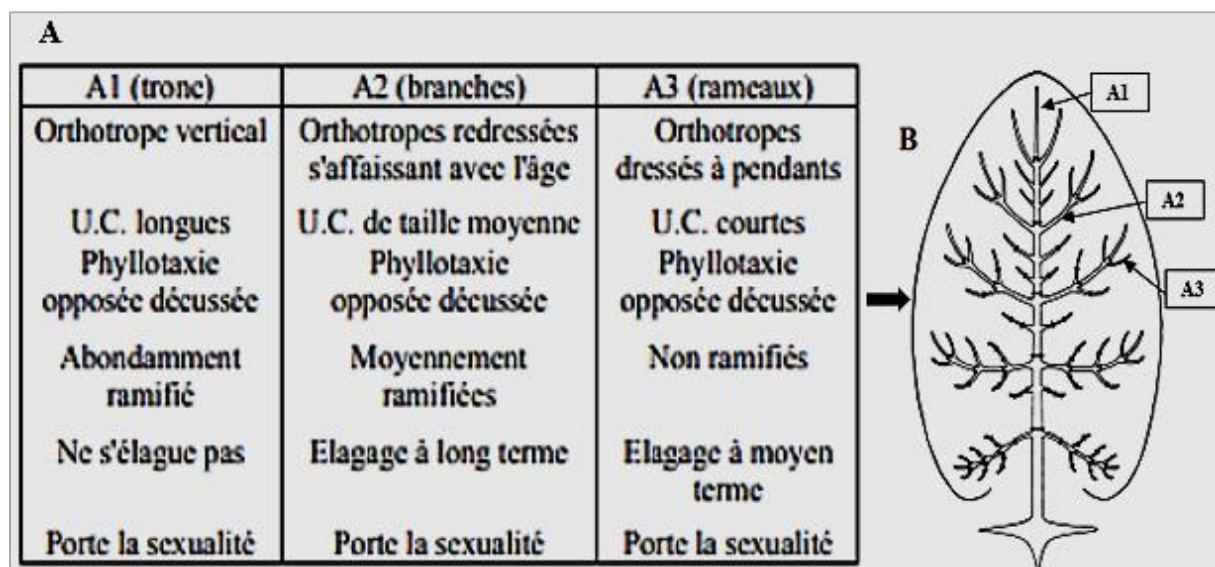 A
A1 (tronc)
A2 (branches)
A3 (rameaux)
Orthotrope vertical
Orthotropes redressées
s'affaissant avec l'âge
Orthotropes
dressés à pendants
U.C. longues
U.C. de taille moyenne
U.C. courtes
Phyllotaxie
opposée décussée
Phyllotaxie
opposée décussée
Phyllotaxie
opposée décussée
Abondamment
ramifié
Moyennement
ramifiées
Non ramifiés
Ne s'élague pas
Elagage à long terme
Elagage à moyen
terme
Porte la sexualité
Porte la sexualité
Porte la sexualité
B
A1
A2
A3